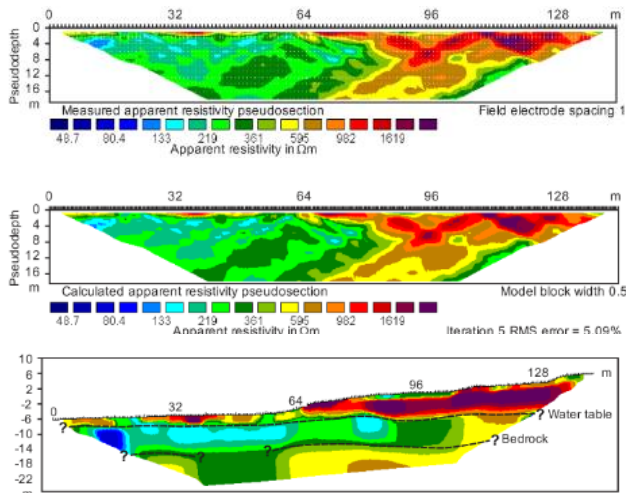 0 32 64 96 128 m
Pseudodepth
0
4
8
12
16
m
Measured apparent resistivity pseudosection Field electrode spacing 1
48.7 80.4 133 219 361 595 982 1619
Apparent resistivity in Ωm
0 32 64 96 128 m
Pseudodepth
0
4
8
12
16
m
Calculated apparent resistivity pseudosection Model block width 0.5
48.7 80.4 133 219 361 595 982 1619
Apparent resistivity in Ωm Iteration 5 RMS error = 5.09%
10
6
2
-2
-6
-10
-14
-18
-22
0 32 64 96 128 m
? ? Water table
? ? ? ? Bedrock